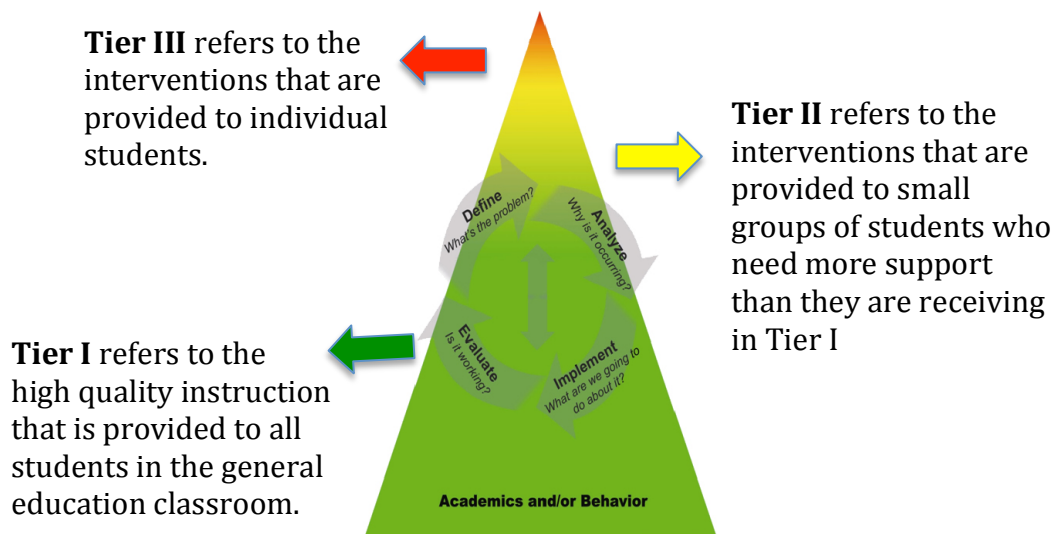 Tier III refers to the
interventions that are
provided to individual
students.
Tier II refers to the
interventions that are
provided to small
groups of students who
need more support
than they are receiving
in Tier I
Define
What's the problem?
Analyze
Why is it occurring?
Implement
What are we going to
do about it?
Evaluate
Is it working?
Tier I refers to the
high quality instruction
that is provided to all
students in the general
education classroom.
Academics and/or Behavior